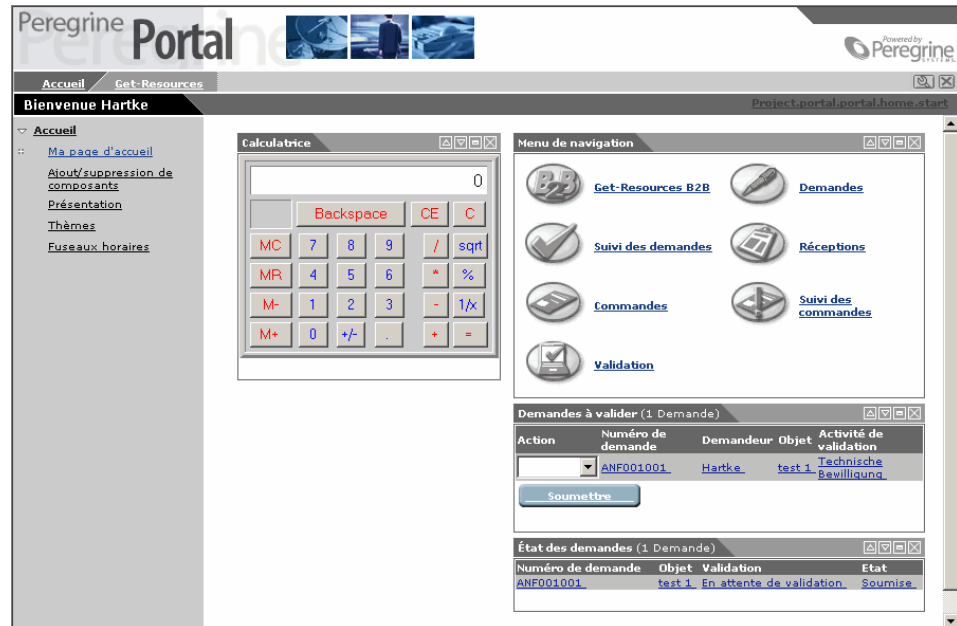 Peregrine Portal
Powered by
Peregrine
SYSTEMS
Accueil Get-Resources
Bienvenue Hartke Project.portal.portal.home.start
Accueil
Ma page d'accueil
Ajout/suppression de
composants
Présentation
Thèmes
Fuseaux horaires
Calculatrice
0
Backspace CE C
MC 7 8 9 / sqrt
MR 4 5 6 * %
M- 1 2 3 - 1/x
M+ 0 +/- . + =
Menu de navigation
Get-Resources B2B Demandes
Suivi des demandes Réceptions
Commandes Suivi des
commandes
Validation
Demandes à valider (1 Demande)
Action Numéro de
demande Demandeur Objet Activité de
validation
ANF001001 Hartke test 1 Technische
Bewilligung
Soumettre
État des demandes (1 Demande)
Numéro de demande Objet Validation Etat
ANF001001 test 1 En attente de validation Soumise